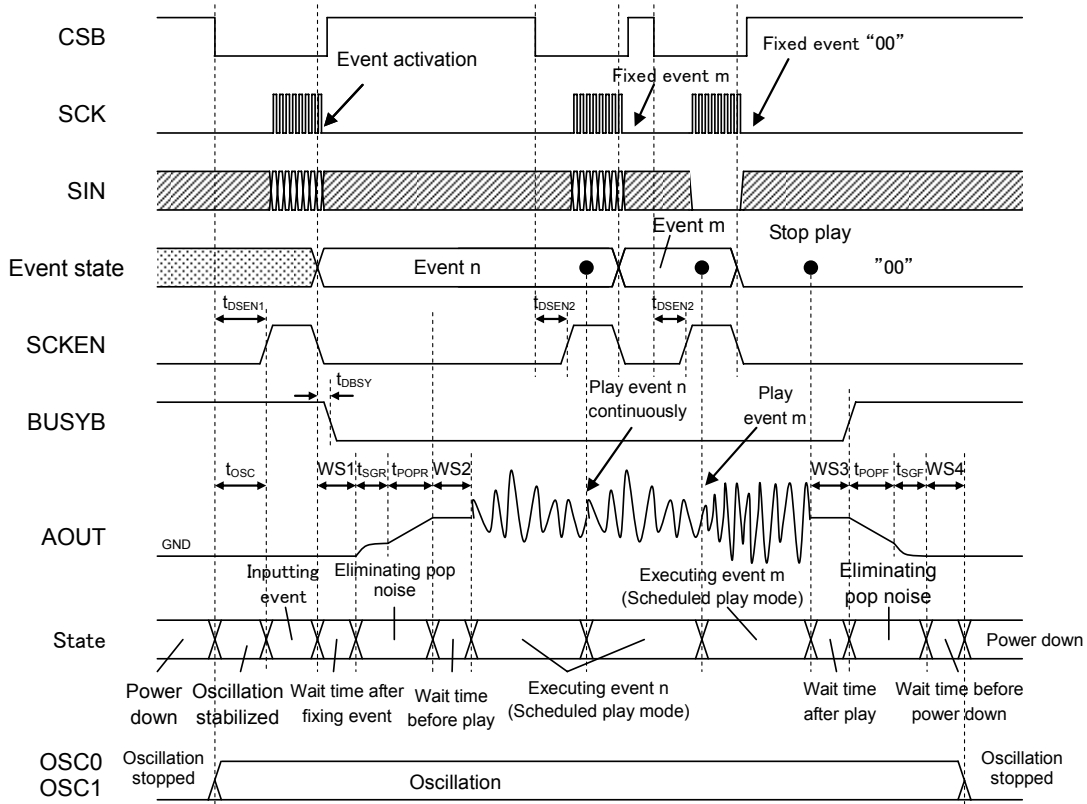 CSB
Event activation
Fixed event "00"
Fixed event m
SCK
SIN
Event m
Stop play
Event state
Event n
"00"
tDSEN1
tDSEN2
tDSEN2
SCKEN
tDBSY
Play event n
continuously
Play
event m
BUSYB
tOSC
WS1
tSGR
tPOPR
WS2
WS3
tPOPF
tSGF
WS4
AOUT
GND
Inputting
event
Eliminating pop
noise
Executing event m
(Scheduled play mode)
Eliminating
pop noise
State
Power down
Power
down
Oscillation
stabilized
Wait time after
fixing event
Wait time
before play
Executing event n
(Scheduled play mode)
Wait time
after play
Wait time before
power down
OSC0
OSC1
Oscillation
stopped
Oscillation
Oscillation
stopped